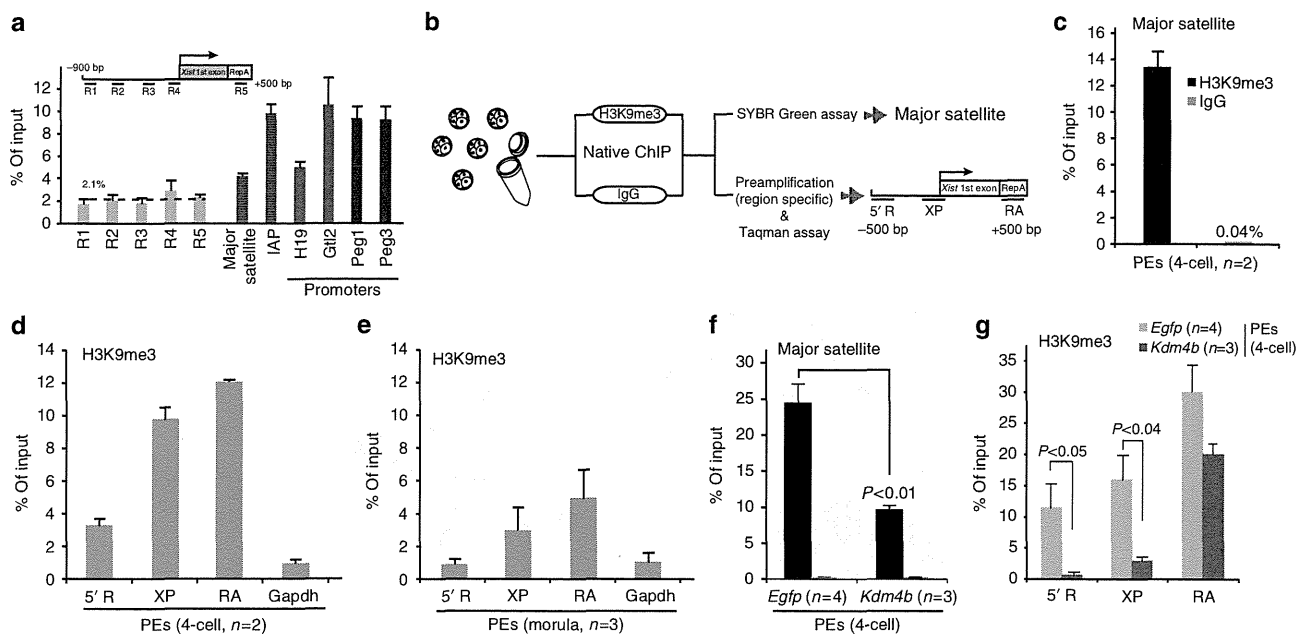 a
−900 bp
Xist 1st exon
RepA
R1
R2
R3
R4
R5
+500 bp
% Of input
12
10
8
6
4
2
0
2.1%
R1
R2
R3
R4
R5
Major satellite
IAP
H19
Gtl2
Peg1
Peg3
Promoters
b
H3K9me3
Native ChIP
IgG
SYBR Green assay
Major satellite
Preamplification
(region specific)
&
Taqman assay
Xist 1st exon
RepA
5′ R
XP
RA
−500 bp
+500 bp
c
Major satellite
% Of input
16
14
12
10
8
6
4
2
0
H3K9me3
IgG
0.04%
PEs (4-cell, n=2)
d
H3K9me3
% Of input
14
12
10
8
6
4
2
0
5′ R
XP
RA
Gapdh
PEs (4-cell, n=2)
e
H3K9me3
% Of input
14
12
10
8
6
4
2
0
5′ R
XP
RA
Gapdh
PEs (morula, n=3)
f
Major satellite
% Of input
30
25
20
15
10
5
0
P<0.01
Egfp (n=4)
Kdm4b (n=3)
PEs (4-cell)
g
H3K9me3
Egfp (n=4)
Kdm4b (n=3)
PEs
(4-cell)
% Of input
35
30
25
20
15
10
5
0
P<0.05
P<0.04
5′ R
XP
RA